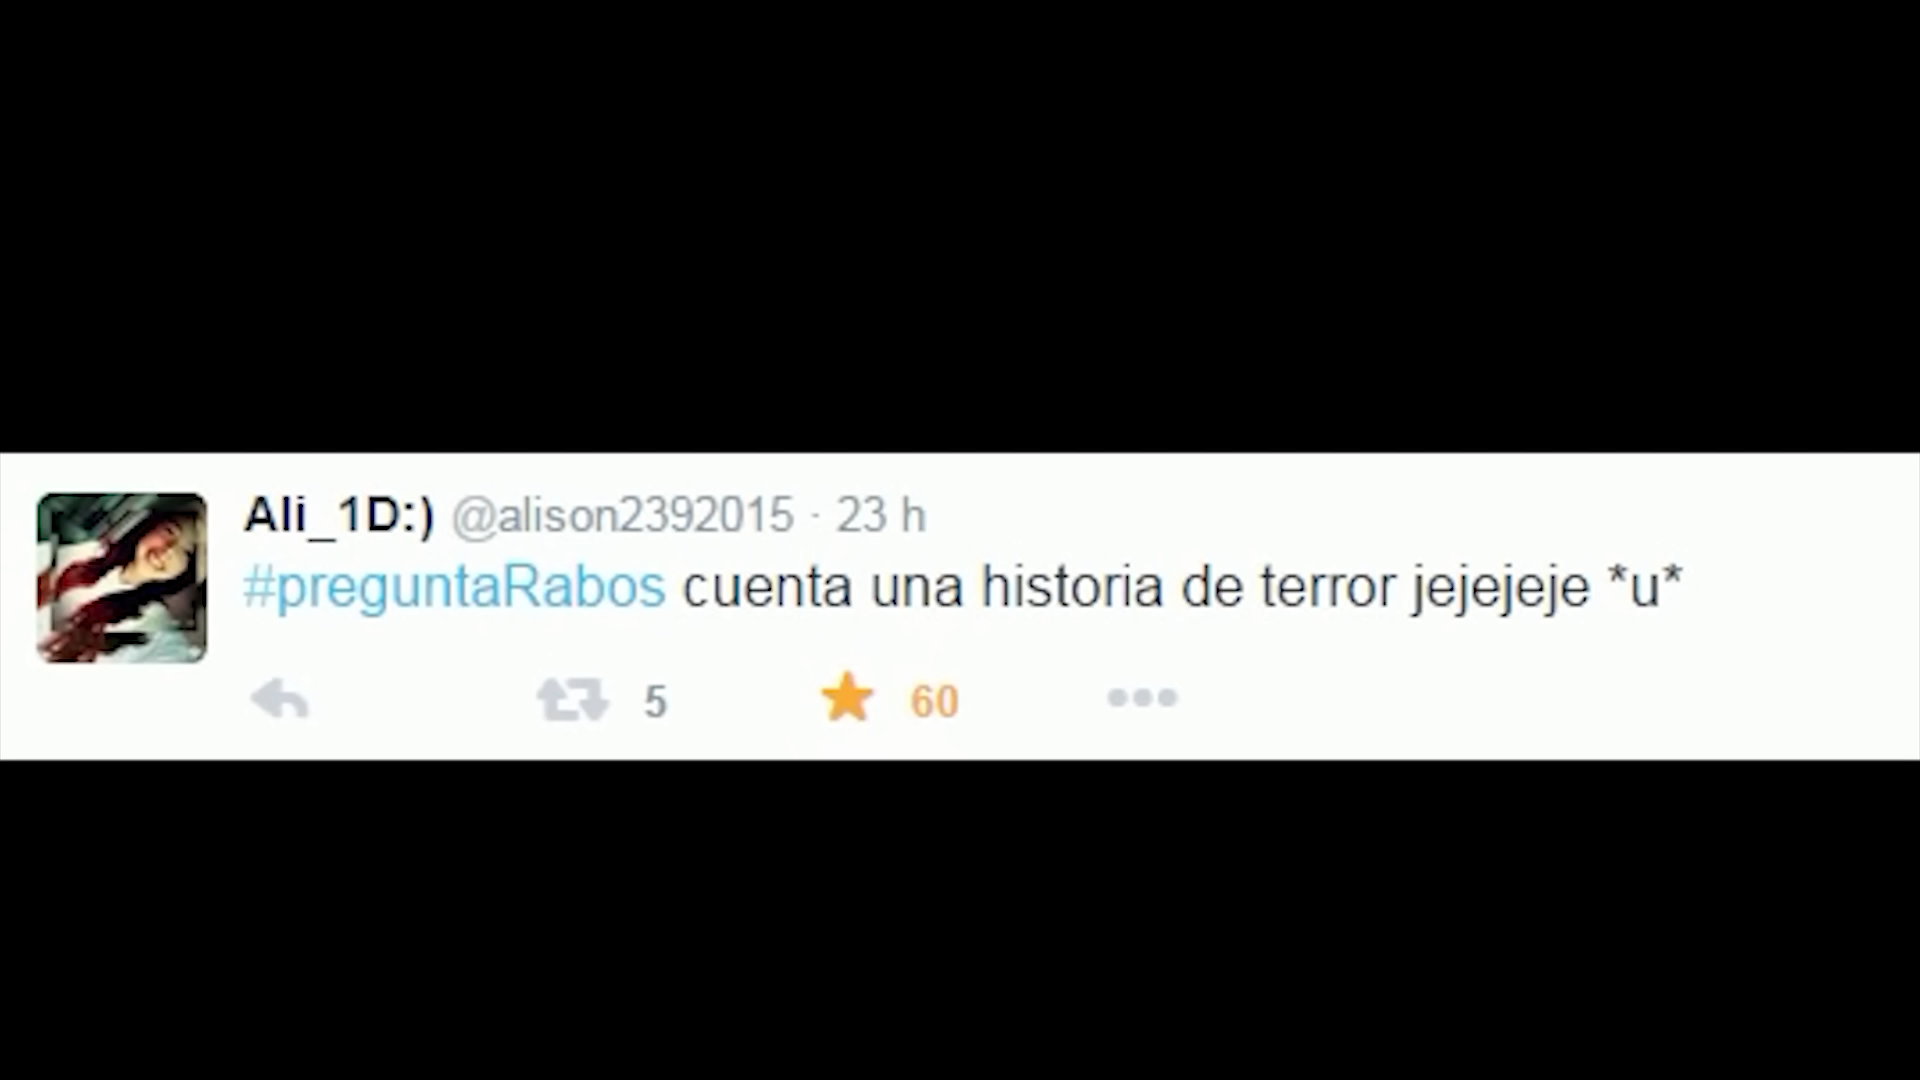 Ali_1D:) @alison2392015 · 23 h
#preguntaRabos cuenta una historia de terror jejejeje *u*
5 60